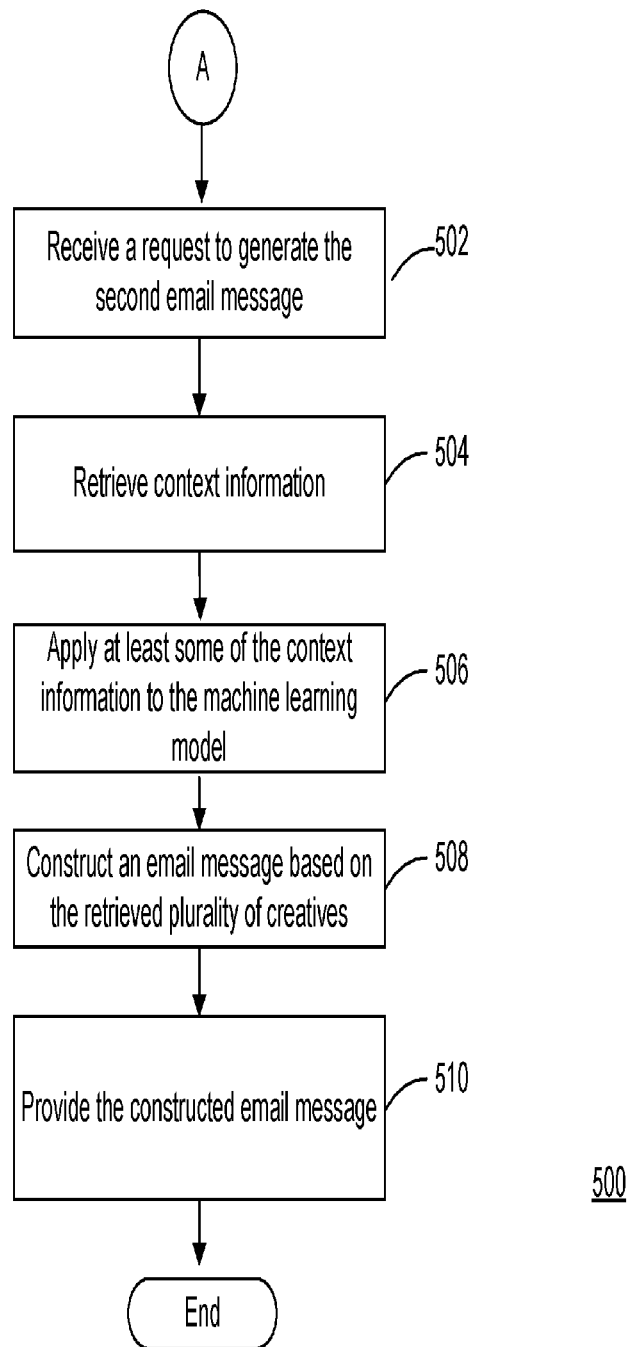 A
Receive a request to generate the
second email message
502
Retrieve context information
504
Apply at least some of the context
information to the machine learning
model
506
Construct an email message based on
the retrieved plurality of creatives
508
Provide the constructed email message
510
500
End